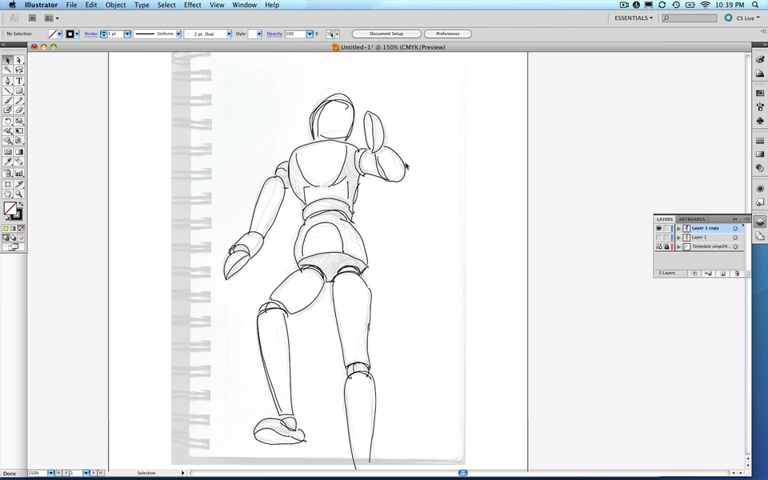 Illustrator File Edit Object Type Select Effect View Window Help
10:39 PM
ESSENTIALS
CS Live
No Selection
Stroke: 1 pt
Uniform
2 pt. Oval
Style:
Opacity: 100
%
Document Setup
Preferences
Untitled-1* @ 150% (CMYK/Preview)
LAYERS ARTBOARDS
Layer 1 copy
Layer 1
3 Layers
Done
150%
1
Selection